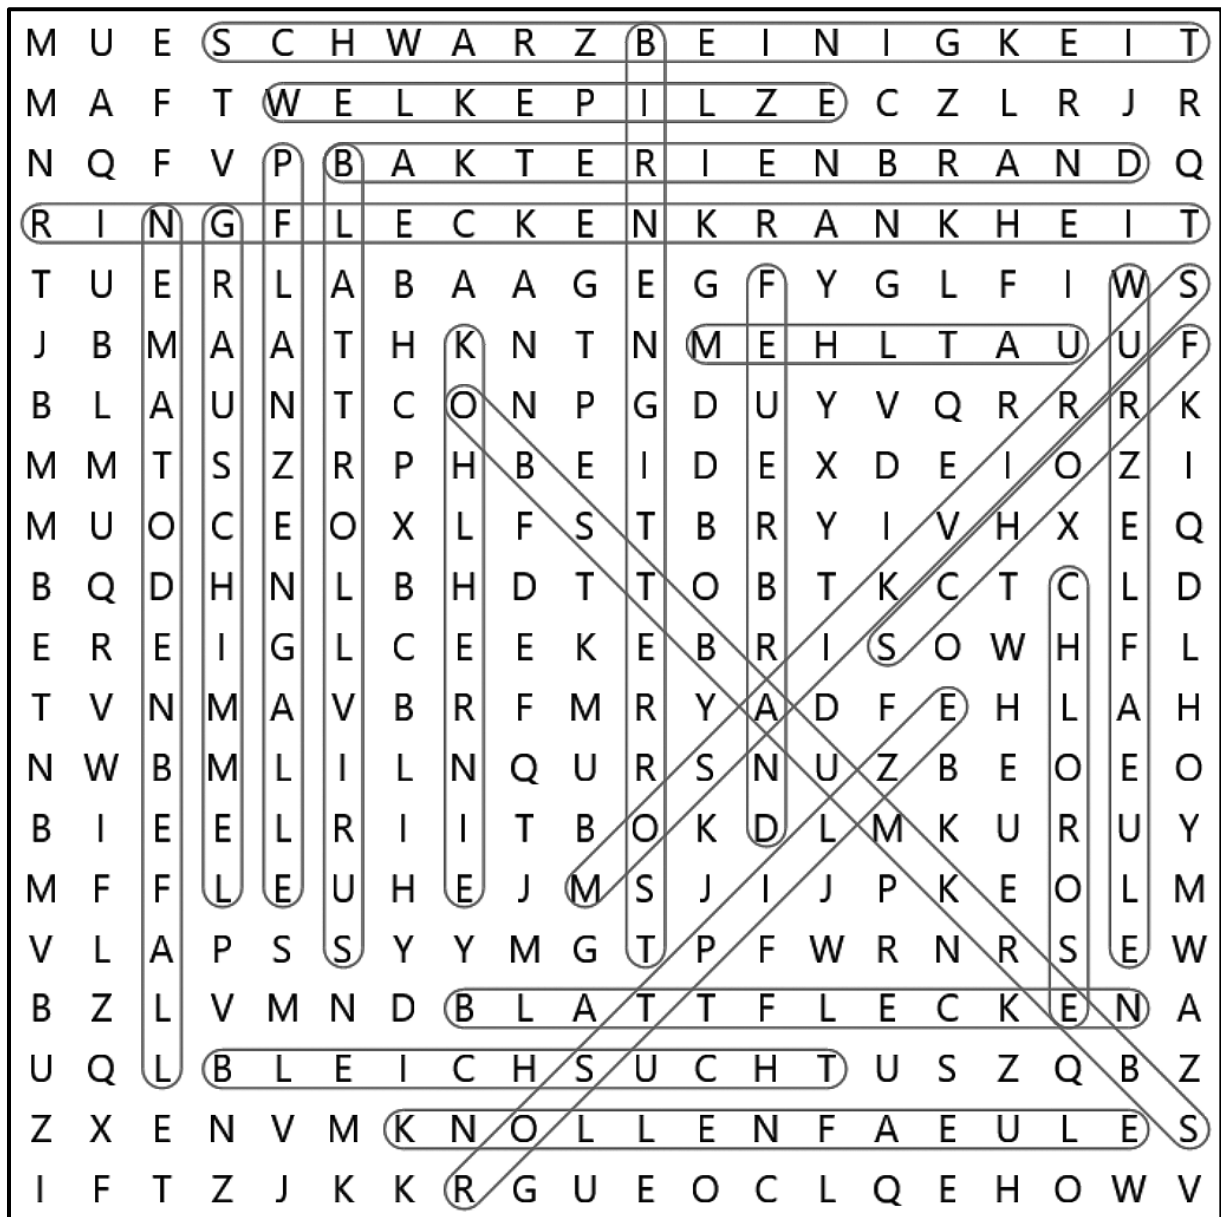 M U E S C H W A R Z B E I N I G K E I T
M A F T W E L K E P I L Z E C Z L R J R
N Q F V P B A K T E R I E N B R A N D Q
R I N G F L E C K E N K R A N K H E I T
T U E R L A B A A G E G F Y G L F I W S
J B M A A T H K N T N M E H L T A U U F
B L A U N T C O N P G D U Y V Q R R R K
M M T S Z R P H B E I D E X D E I O Z I
M U O C E O X L F S T B R Y I V H X E Q
B Q D H N L B H D T T O B T K C T C L D
E R E I G L C E E K E B R I S O W H F L
T V N M A V B R F M R Y A D F E H L A H
N W B M L I L N Q U R S N U Z B E O E O
B I E E L R I I T B O K D L M K U R U Y
M F F L E U H E J M S J I J P K E O L M
V L A P S S Y Y M G T P F W R N R S E W
B Z L V M N D B L A T T F L E C K E N A
U Q L B L E I C H S U C H T U S Z Q B Z
Z X E N V M K N O L L E N F A E U L E S
I F T Z J K K R G U E O C L Q E H O W V